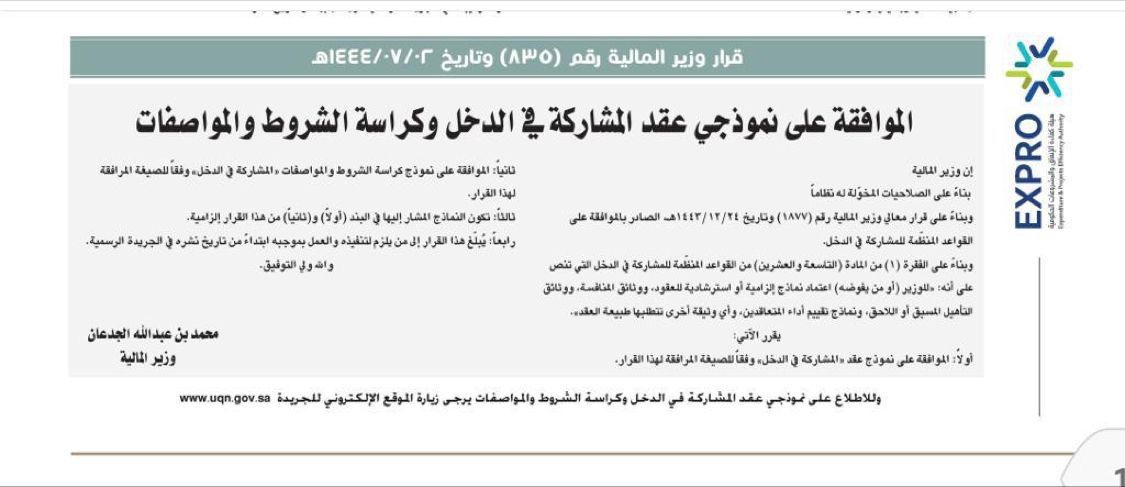 قرار وزير المالية رقم (٨٣٥) وتاريخ ١٤٤٤/٠٧/٠٢هـ
الموافقة على نموذجي عقد المشاركة في الدخل وكراسة الشروط والمواصفات
إن وزير المالية
بناءً على الصلاحيات المخوّلة له نظاماً
وبناءً على قرار معالي وزير المالية رقم (١٨٧٧) وتاريخ ١٤٤٣/١٢/٢٤هـ، الصادر بالموافقة على
القواعد المنظّمة للمشاركة في الدخل.
وبناءً على الفقرة (١) من المادة (التاسعة والعشرين) من القواعد المنظّمة للمشاركة في الدخل التي تنص
على أنه: «للوزير (أو من يفوضه) اعتماد نماذج إلزامية أو استرشادية للعقود، ووثائق المنافسة، ووثائق
التأهيل المسبق أو اللاحق، ونماذج تقييم أداء المتعاقدين، وأي وثيقة أخرى تتطلبها طبيعة العقد».
يقرر الآتي:
أولاً: الموافقة على نموذج عقد «المشاركة في الدخل» وفقاً للصيغة المرافقة لهذا القرار.
ثانياً: الموافقة على نموذج كراسة الشروط والمواصفات «المشاركة في الدخل» وفقاً للصيغة المرافقة
لهذا القرار.
ثالثاً: تكون النماذج المشار إليها في البند (أولاً) و(ثانياً) من هذا القرار إلزامية.
رابعاً: يُبلّغ هذا القرار إلى من يلزم لتنفيذه والعمل بموجبه ابتداءً من تاريخ نشره في الجريدة الرسمية.
والله ولي التوفيق.
محمد بن عبدالله الجدعان
وزير المالية
وللاطلاع على نموذجي عقد المشاركة في الدخل وكراسة الشروط والمواصفات يرجى زيارة الموقع الإلكتروني للجريدة www.uqn.gov.sa
EXPRO
هيئة كفاءة الإنفاق والمشروعات الحكومية
Expenditure & Projects Efficiency Authority
1